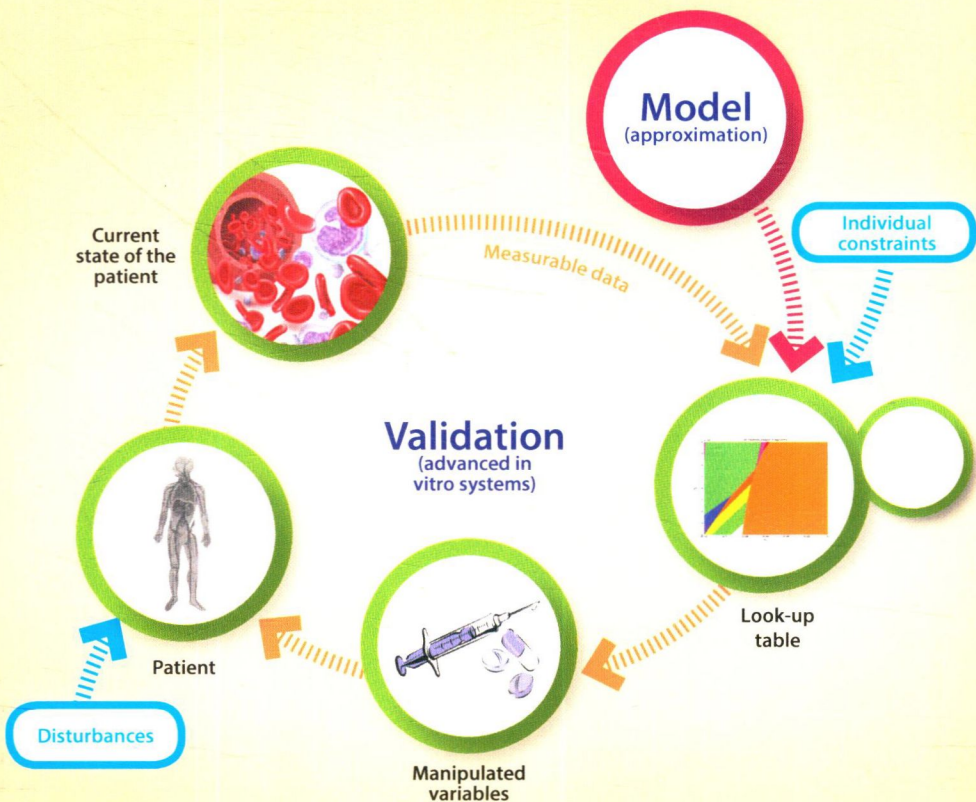 Model
(approximation)
Individual
constraints
Current
state of the
patient
Measurable data
Validation
(advanced in
vitro systems)
Look-up
table
Patient
Disturbances
Manipulated
variables